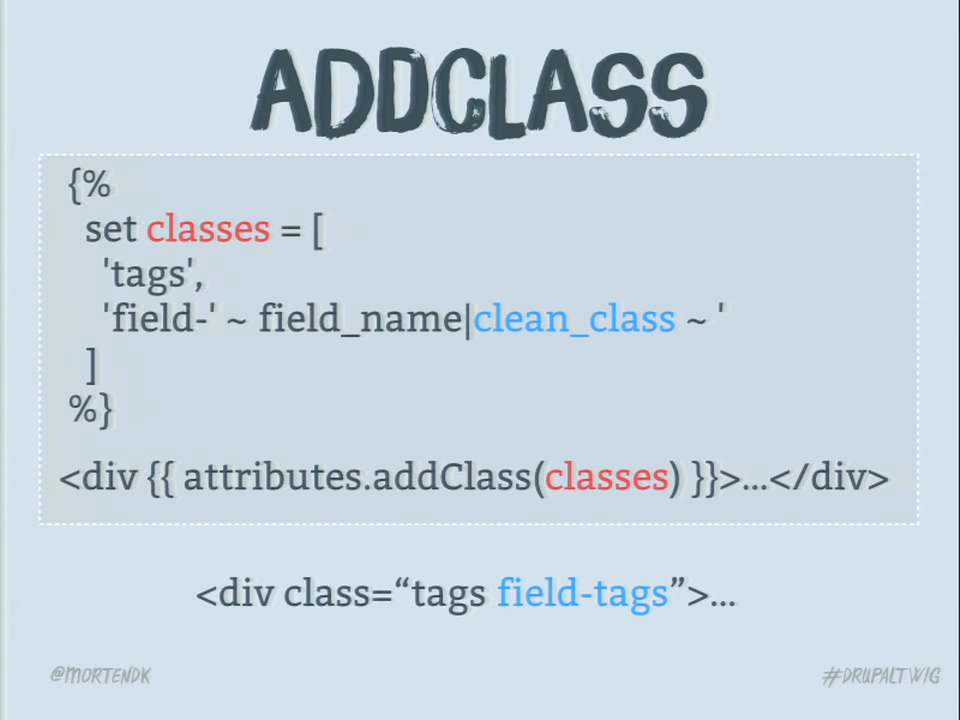 ADDCLASS
{%
set classes = [
'tags',
'field-' ~ field_name|clean_class ~ '
]
%}
<div {{ attributes.addClass(classes) }}>...</div>
<div class=“tags field-tags”>...
@MORTENDK
#DRUPALTWIG